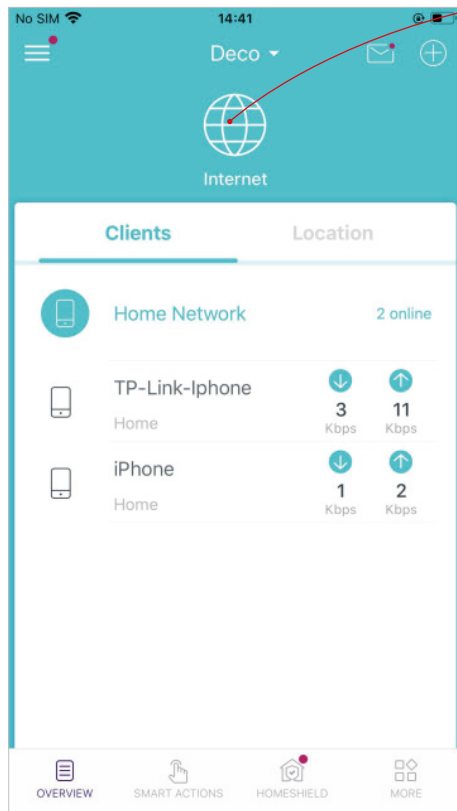 No SIM 14:41
Deco
Internet
Clients Location
Home Network 2 online
TP-Link-Iphone
3 11
Home Kbps Kbps
iPhone
1 2
Home Kbps Kbps
OVERVIEW SMART ACTIONS HOMESHIELD MORE